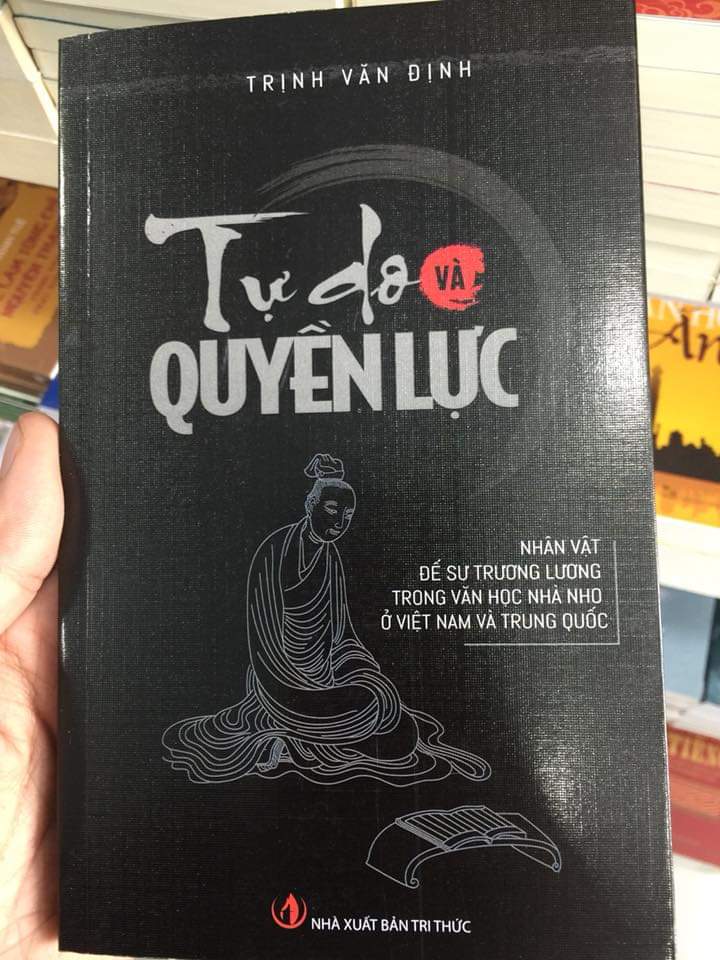 TRỊNH VĂN ĐỊNH
Tự do VÀ
QUYỀN LỰC
NHÂN VẬT
ĐẾ SƯ TRƯƠNG LƯƠNG
TRONG VĂN HỌC NHÀ NHO
Ở VIỆT NAM VÀ TRUNG QUỐC
NHÀ XUẤT BẢN TRI THỨC